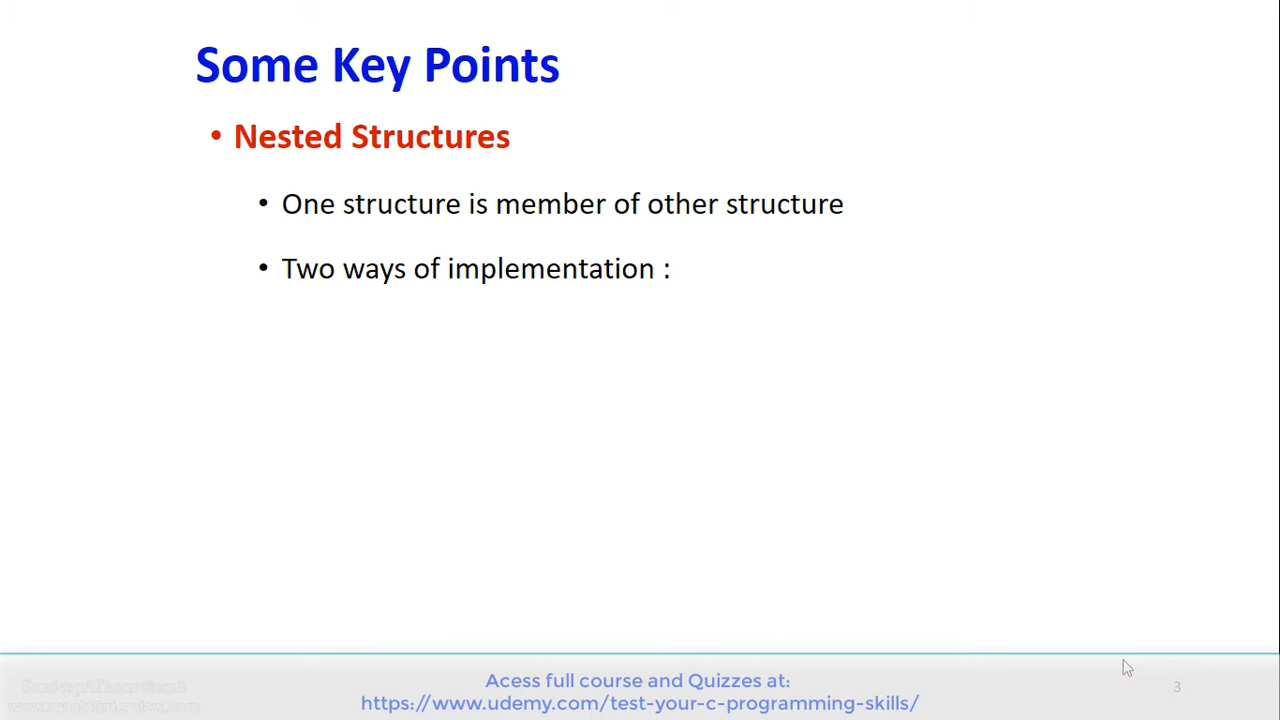 Some Key Points
• Nested Structures
• One structure is member of other structure
• Two ways of implementation :
Acess full course and Quizzes at:
https://www.udemy.com/test-your-c-programming-skills/
3